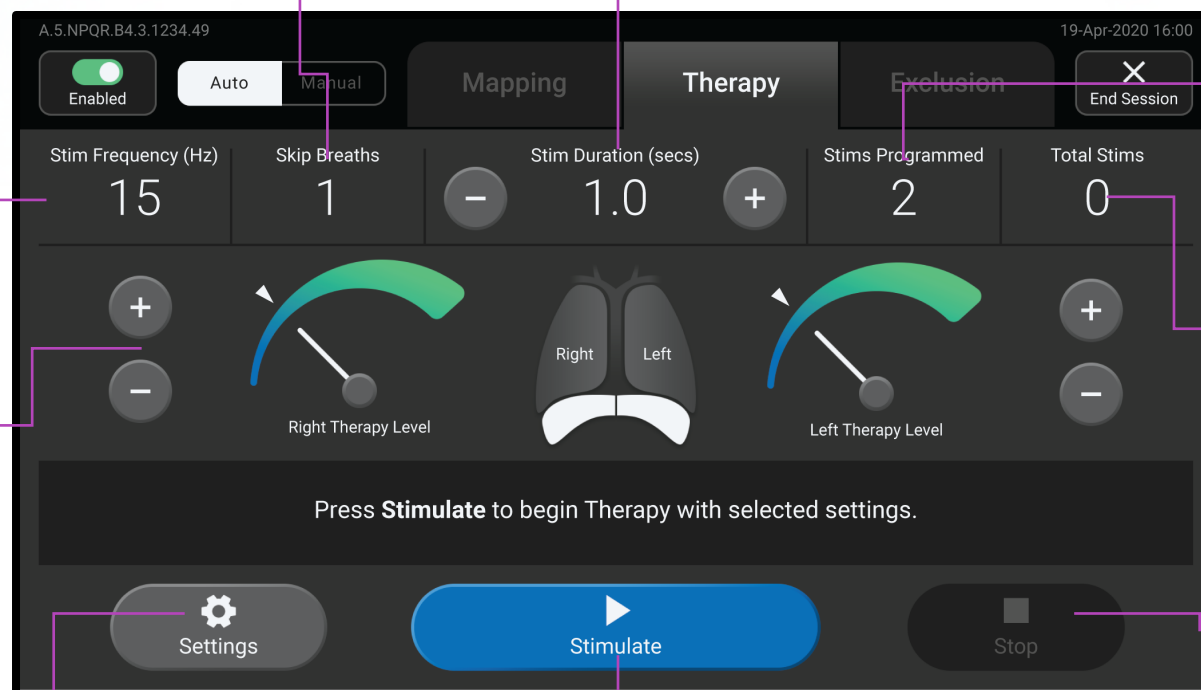 A.5.NPQR.B4.3.1234.49
19-Apr-2020 16:00
Enabled
Auto
Manual
Mapping
Therapy
Exclusion
End Session
Stim Frequency (Hz)
Skip Breaths
Stim Duration (secs)
Stims Programmed
Total Stims
15
1
1.0
2
0
Right
Left
Right Therapy Level
Left Therapy Level
Press Stimulate to begin Therapy with selected settings.
Settings
Stimulate
Stop